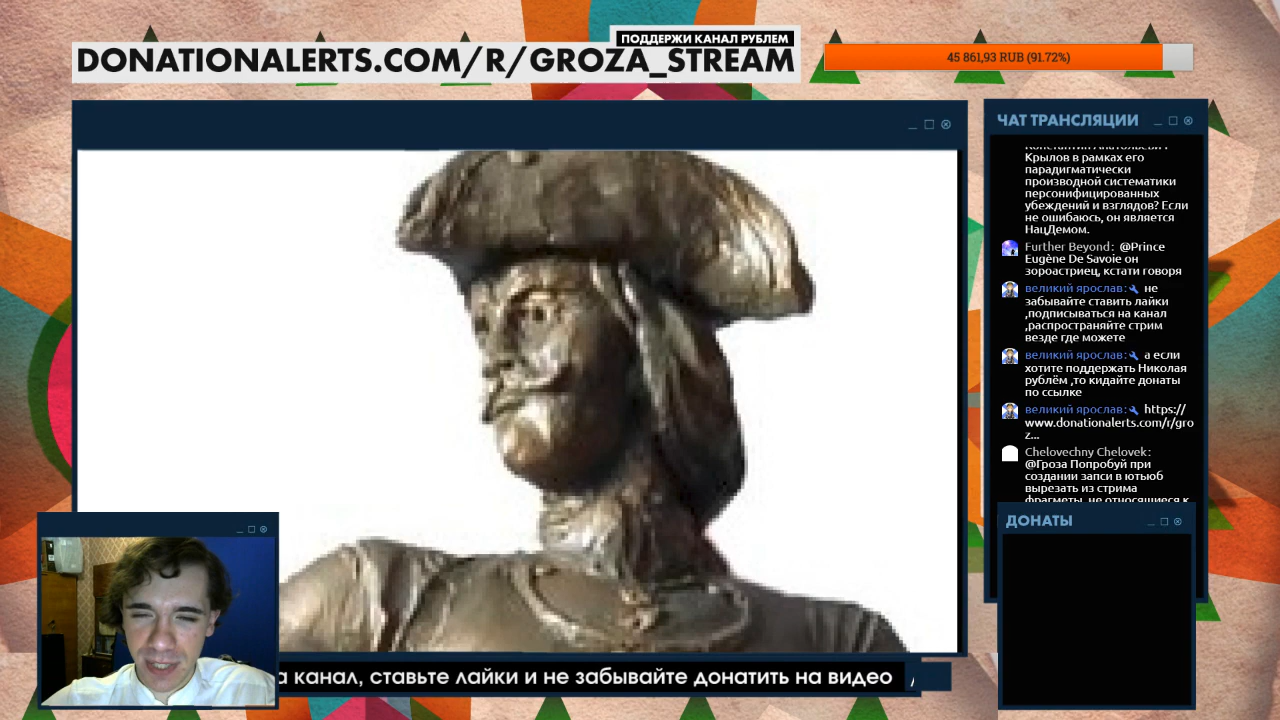 ПОДДЕРЖИ КАНАЛ РУБЛЕМ
DONATIONALERTS.COM/R/GROZA_STREAM
45 861,93 RUB (91.72%)
ЧАТ ТРАНСЛЯЦИИ
Крылов в рамках его
парадигматически
производной систематики
персонифицированных
убеждений и взглядов? Если
не ошибаюсь, он является
НацДемом.
Further Beyond: @Prince
Eugène De Savoie он
зороастриец, кстати говоря
великий ярослав: не
забывайте ставить лайки
,подписываться на канал
,распространяйте стрим
везде где можете
великий ярослав: а если
хотите поддержать Николая
рублём ,то кидайте донаты
по ссылке
великий ярослав: https://
www.donationalerts.com/r/gro
z...
Chelovechny Chelovek:
@Гроза Попробуй при
создании запси в ютьюб
вырезать из стрима
фрагметы, не относящиеся к
ДОНАТЫ
а канал, ставьте лайки и не забывайте донатить на видео